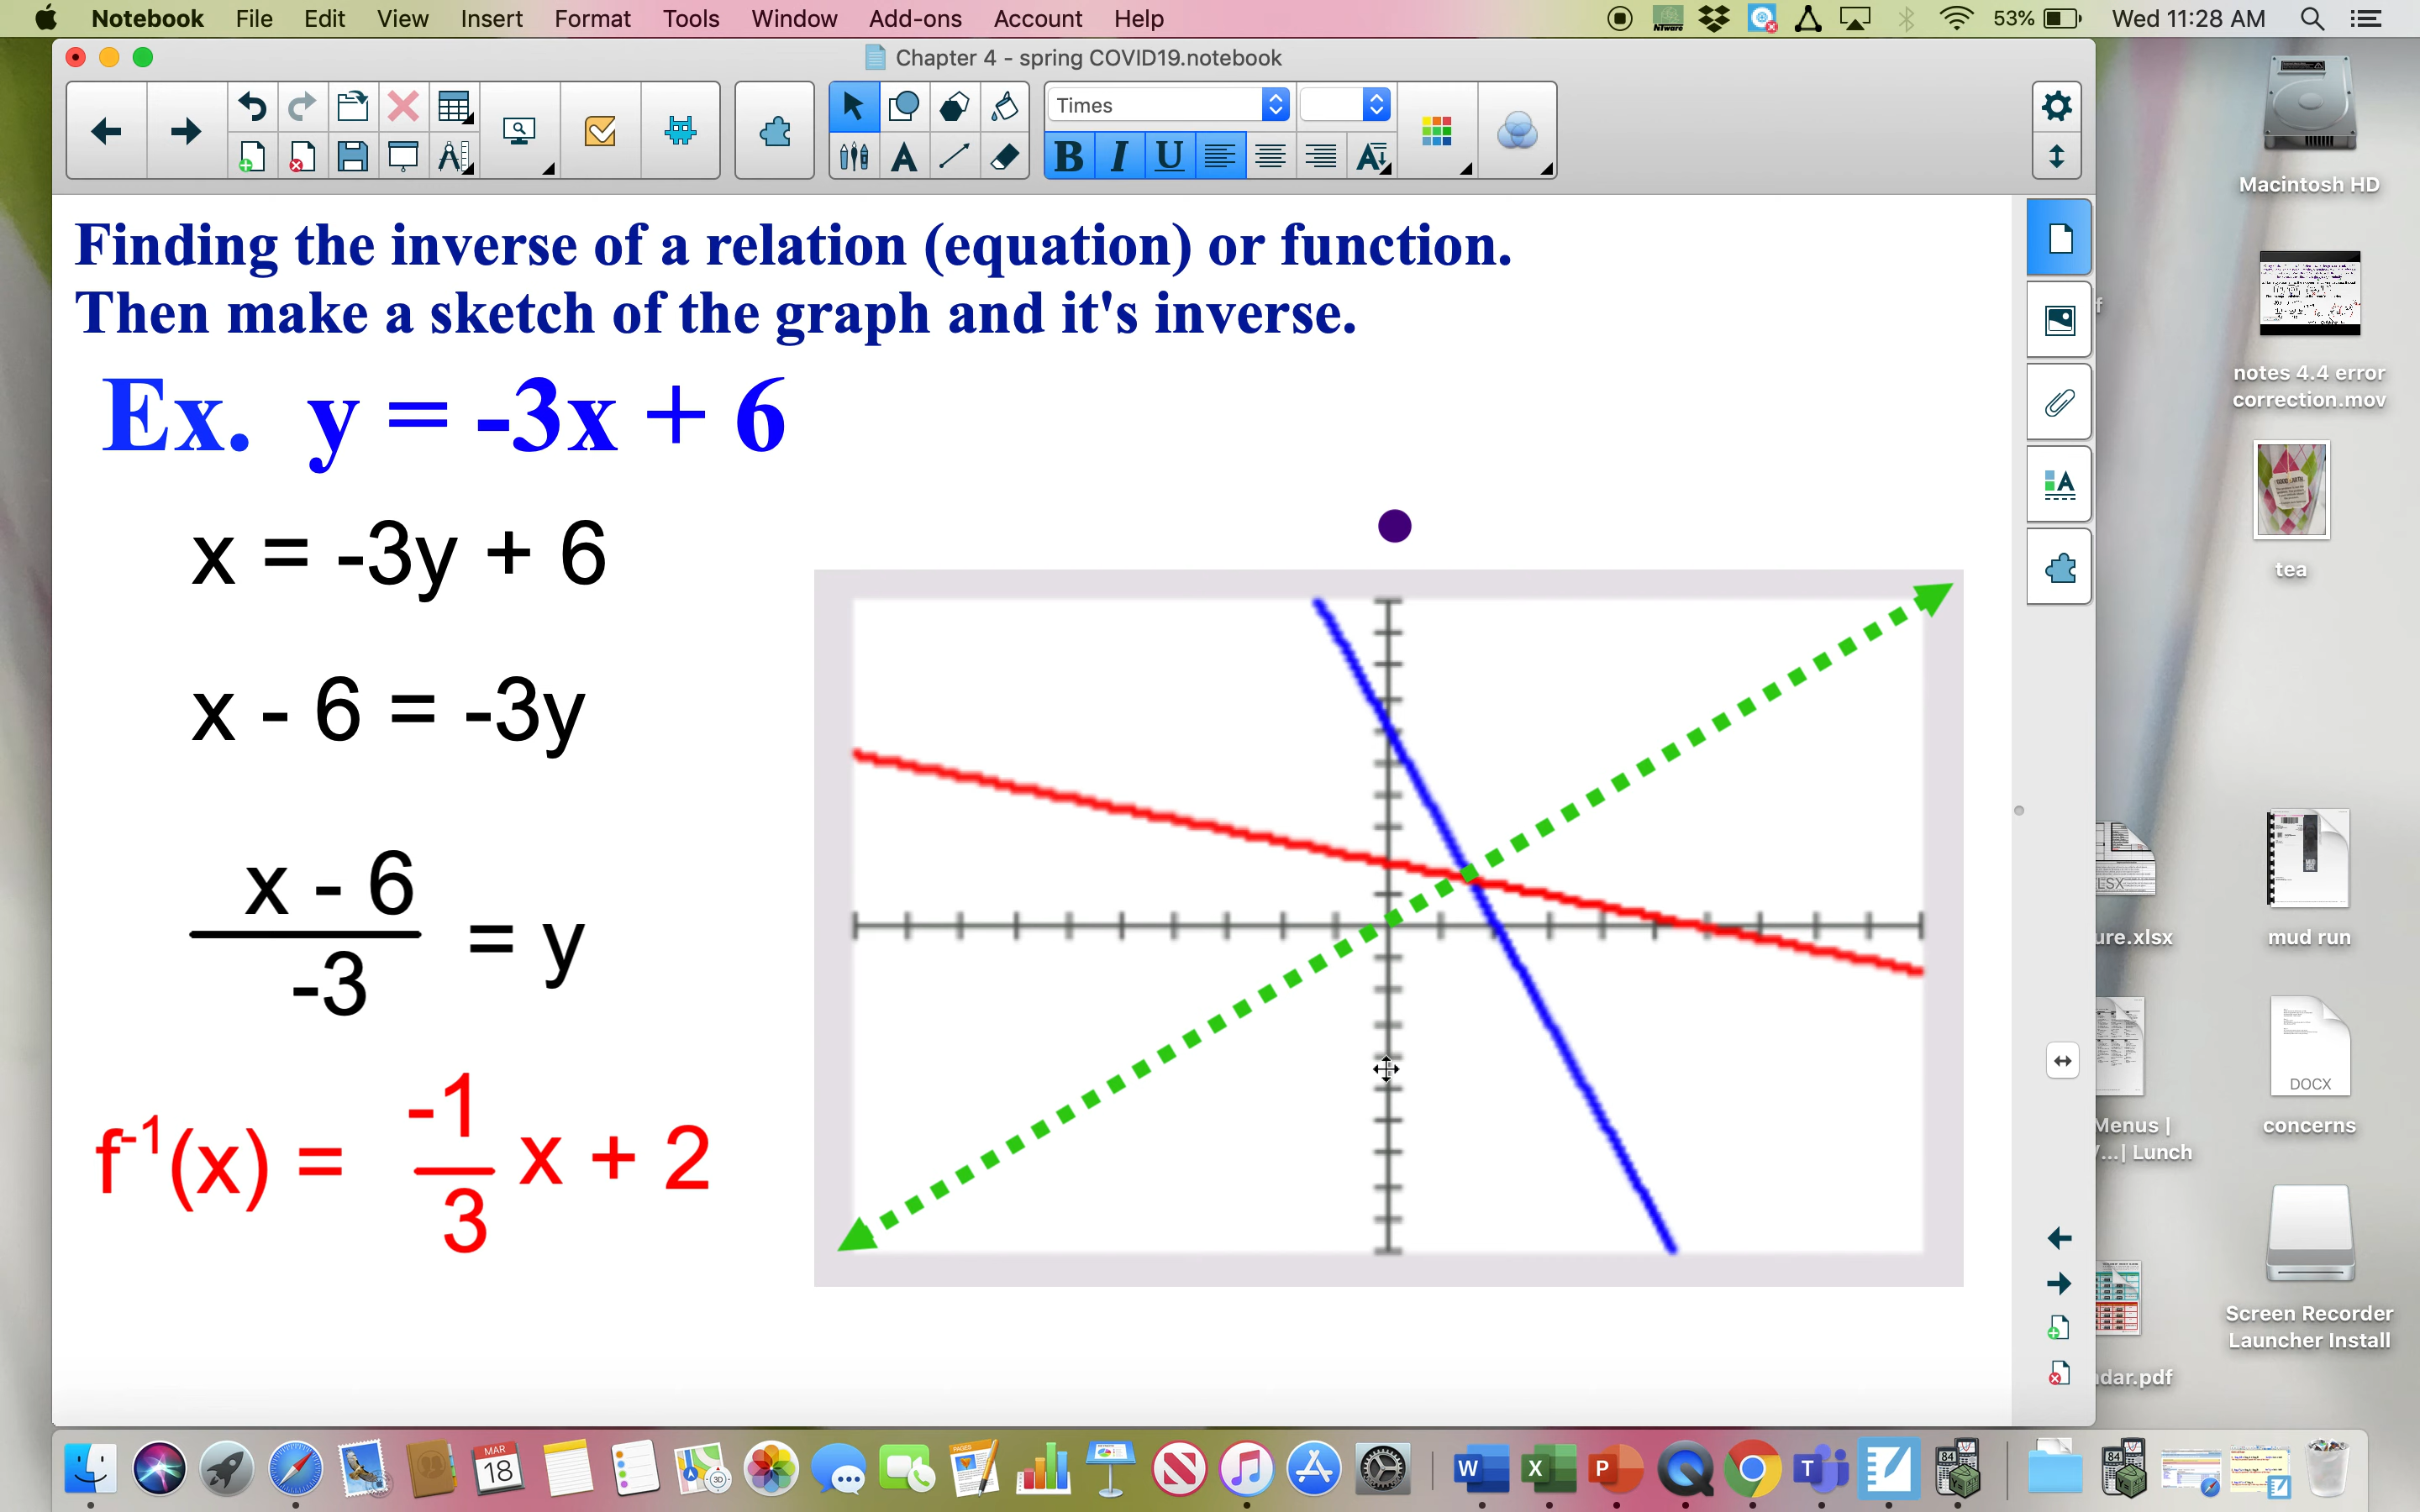 Notebook File Edit View Insert Format Tools Window Add-ons Account Help 53% Wed 11:28 AM
Chapter 4 - spring COVID19.notebook
Times
B I U
Finding the inverse of a relation (equation) or function.
Then make a sketch of the graph and it's inverse.
Ex. y = -3x + 6
x = -3y + 6
x - 6 = -3y
x - 6
-3
= y
f⁻¹(x) = -1/3 x + 2
Macintosh HD
notes 4.4 error
correction.mov
tea
ure.xlsx
mud run
Menus |
...| Lunch
DOCX
concerns
Screen Recorder
Launcher Install
dar.pdf
MAR
18
PAGES
3D
W X P T
84
84